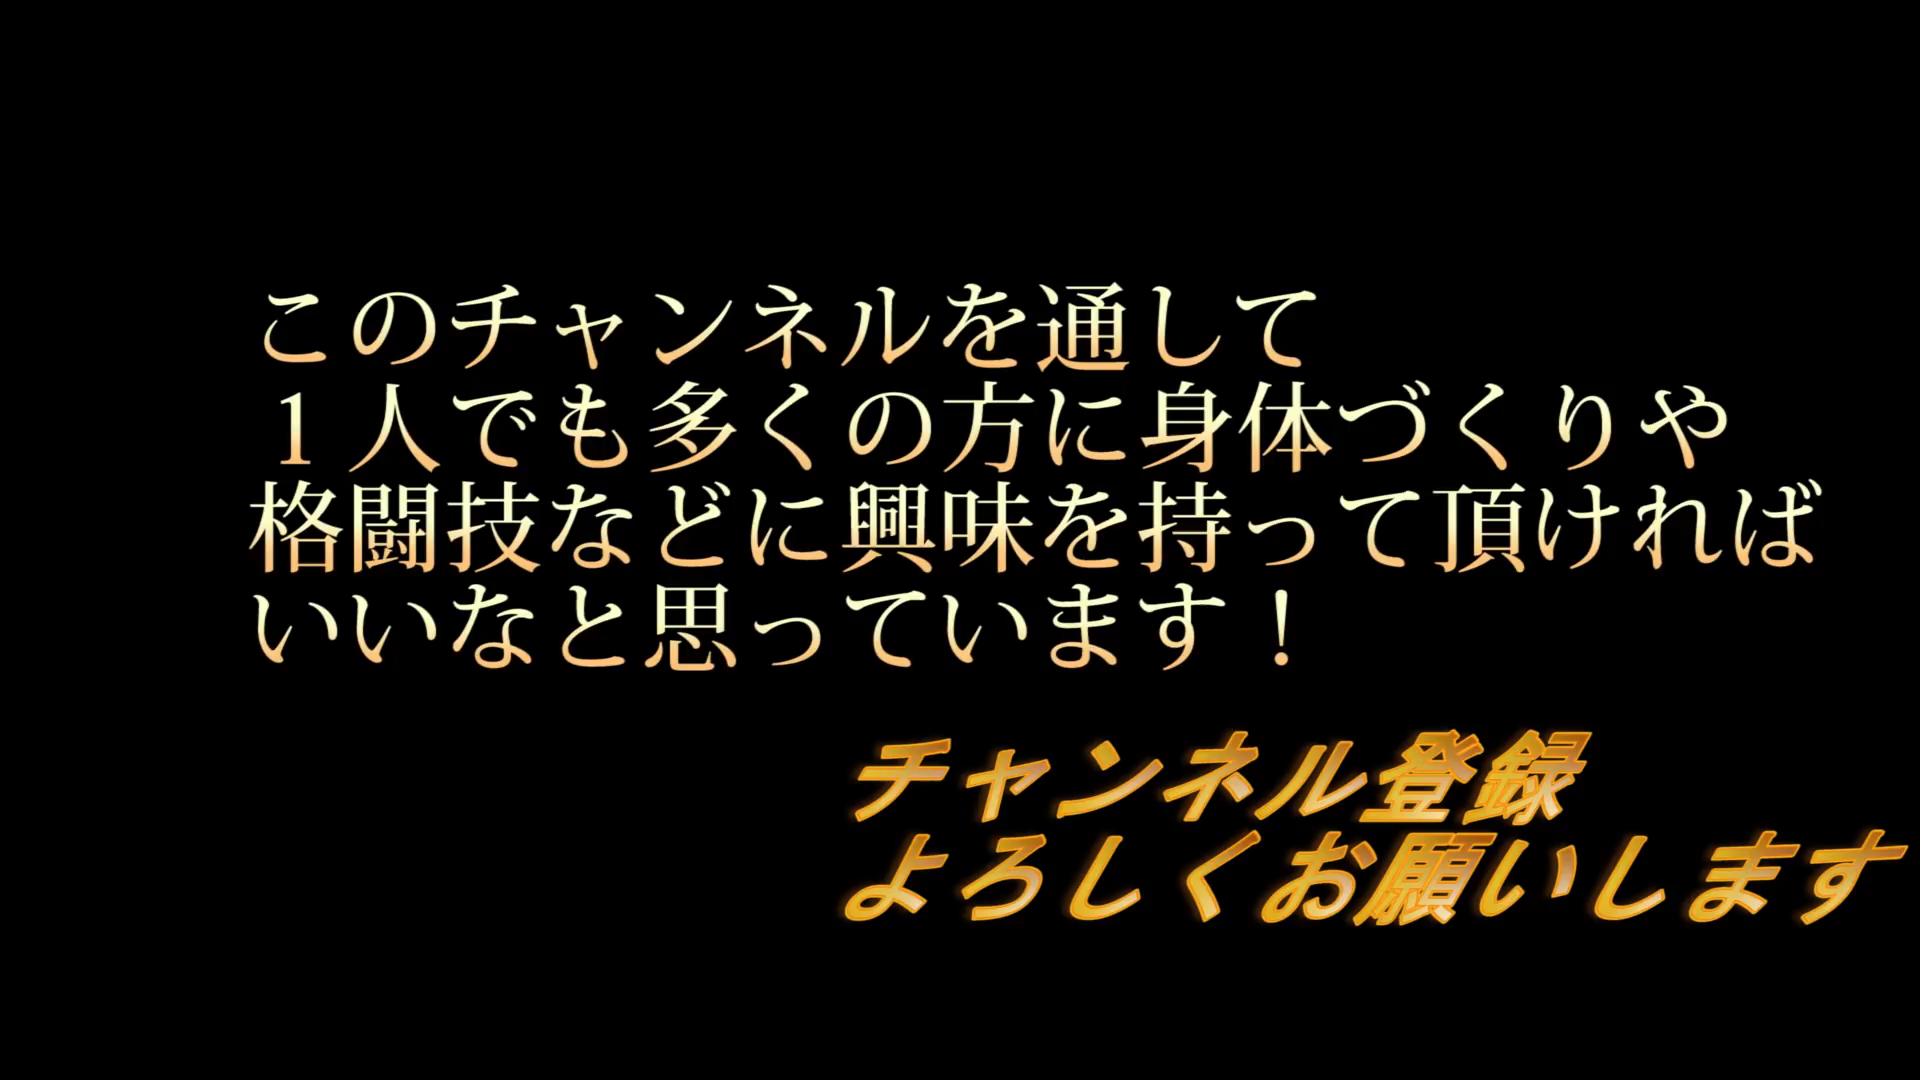 このチャンネルを通して
１人でも多くの方に身体づくりや
格闘技などに興味を持って頂ければ
いいなと思っています！
チャンネル登録
よろしくお願いします